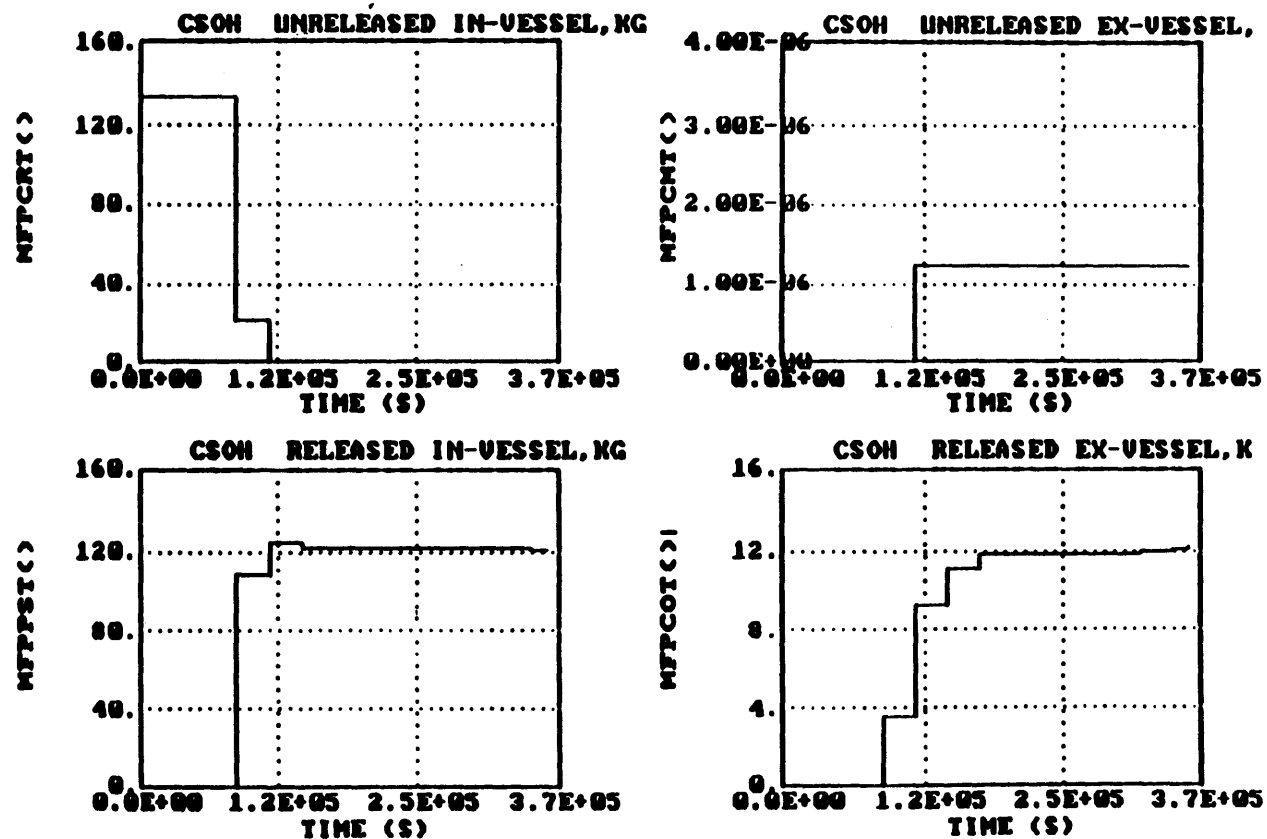 CSOH UNRELEASED IN-VESSEL,KG
160.
120.
80.
40.
0.
MFPCRT()
0.0E+00 1.2E+05 2.5E+05 3.7E+05
TIME (S)
CSOH UNRELEASED EX-VESSEL,
4.00E-06
3.00E-06
2.00E-06
1.00E-06
0.00E+00
MFPCMT()
0.0E+00 1.2E+05 2.5E+05 3.7E+05
TIME (S)
CSOH RELEASED IN-VESSEL,KG
160.
120.
80.
40.
0.
MFPPST()
0.0E+00 1.2E+05 2.5E+05 3.7E+05
TIME (S)
CSOH RELEASED EX-VESSEL,K
16.
12.
8.
4.
0.
MFPCOT()
0.0E+00 1.2E+05 2.5E+05 3.7E+05
TIME (S)